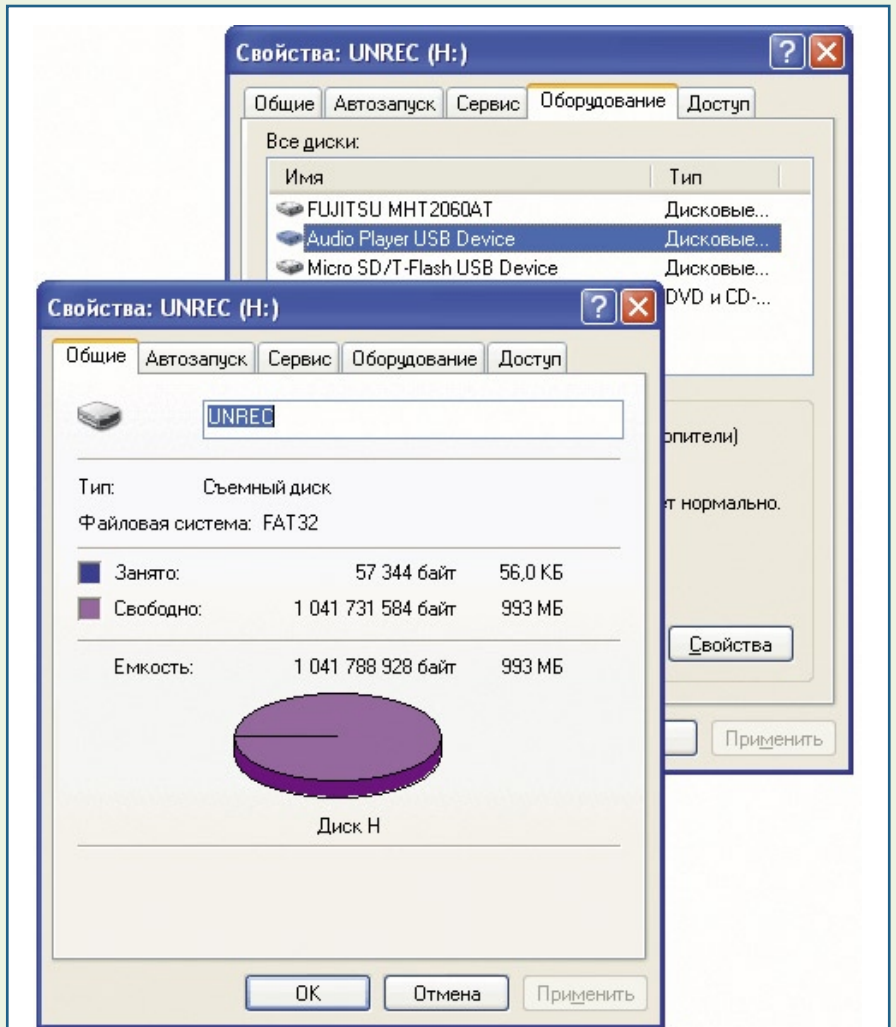 Свойства: UNREC (H:)
Общие Автозапуск Сервис Оборудование Доступ
Все диски:
Имя Тип
FUJITSU MHT2060AT Дисковые...
Audio Player USB Device Дисковые...
Micro SD/T-Flash USB Device Дисковые...
DVD и CD-...
опители)
ет нормально.
Свойства
Применить
Свойства: UNREC (H:)
Общие Автозапуск Сервис Оборудование Доступ
UNREC
Тип: Съемный диск
Файловая система: FAT32
Занято: 57 344 байт 56,0 КБ
Свободно: 1 041 731 584 байт 993 МБ
Емкость: 1 041 788 928 байт 993 МБ
Диск H
OK Отмена Применить